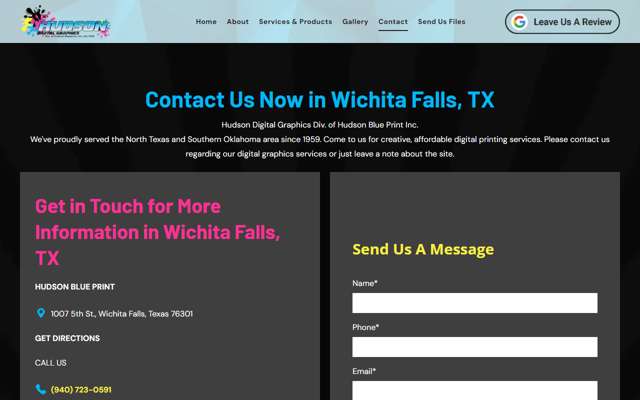 HUDSON
DIGITAL GRAPHICS
Home
About
Services & Products
Gallery
Contact
Send Us Files
Leave Us A Review
Contact Us Now in Wichita Falls, TX
Hudson Digital Graphics Div. of Hudson Blue Print Inc.
We've proudly served the North Texas and Southern Oklahoma area since 1959. Come to us for creative, affordable digital printing services. Please contact us
regarding our digital graphics services or just leave a note about the site.
Get in Touch for More
Information in Wichita Falls,
TX
HUDSON BLUE PRINT
1007 5th St., Wichita Falls, Texas 76301
GET DIRECTIONS
CALL US
(940) 723-0591
Send Us A Message
Name*
Phone*
Email*